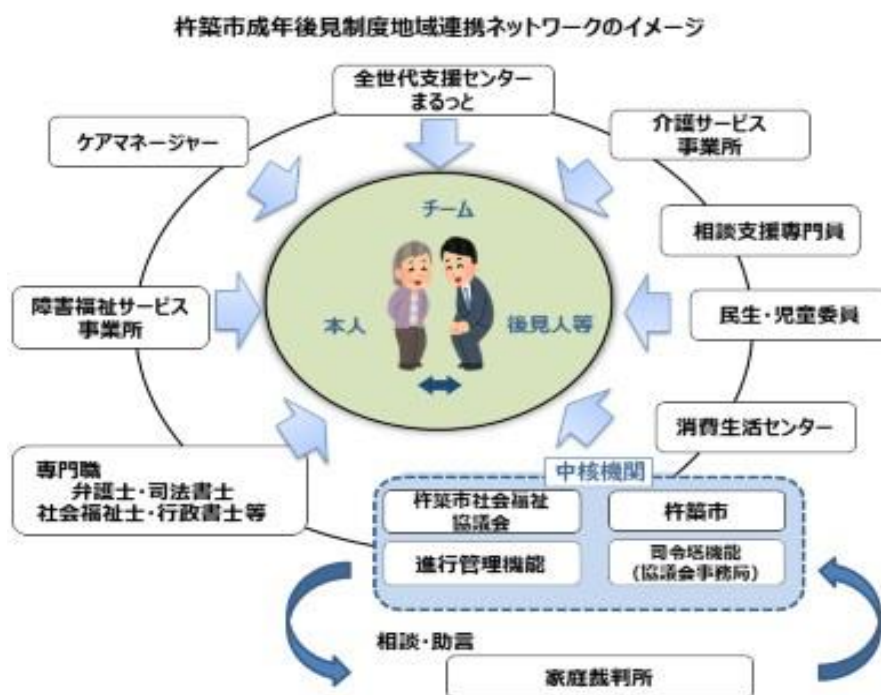 杵築市成年後見制度地域連携ネットワークのイメージ
全世代支援センター
まるっと
ケアマネージャー
介護サービス
事業所
チーム
相談支援専門員
障害福祉サービス
事業所
本人
後見人等
民生・児童委員
消費生活センター
専門職
弁護士・司法書士
社会福祉士・行政書士等
中核機関
杵築市社会福祉
協議会
杵築市
進行管理機能
司令塔機能
（協議会事務局）
相談・助言
家庭裁判所